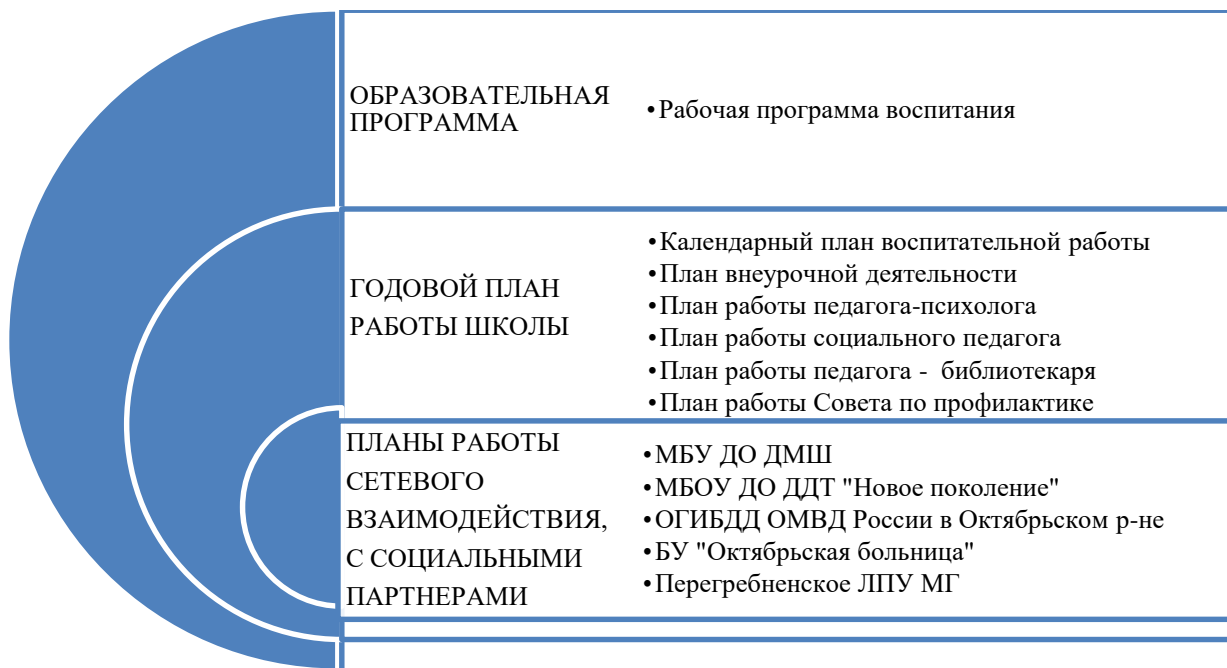 ОБРАЗОВАТЕЛЬНАЯ
ПРОГРАММА
•Рабочая программа воспитания
ГОДОВОЙ ПЛАН
РАБОТЫ ШКОЛЫ
•Календарный план воспитательной работы
•План внеурочной деятельности
•План работы педагога-психолога
•План работы социального педагога
•План работы педагога - библиотекаря
•План работы Совета по профилактике
ПЛАНЫ РАБОТЫ
СЕТЕВОГО
ВЗАИМОДЕЙСТВИЯ,
С СОЦИАЛЬНЫМИ
ПАРТНЕРАМИ
•МБУ ДО ДМШ
•МБОУ ДО ДДТ "Новое поколение"
•ОГИБДД ОМВД России в Октябрьском р-не
•БУ "Октябрьская больница"
•Перегребненское ЛПУ МГ